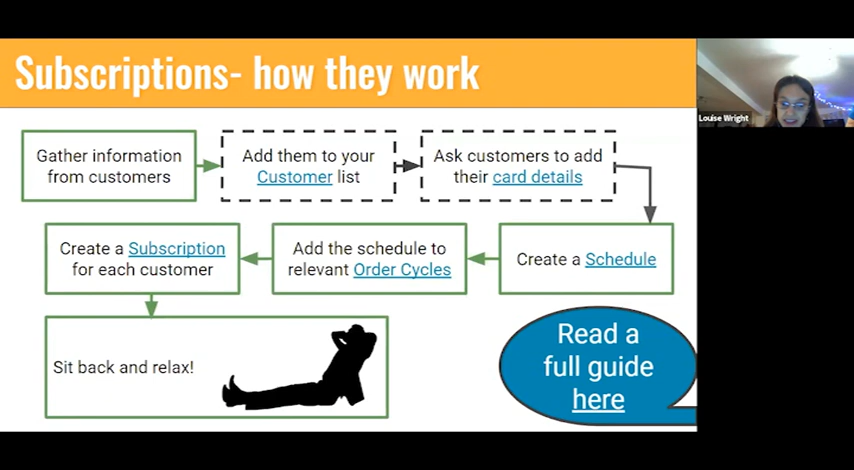 Subscriptions- how they work
Louise Wright
Gather information
from customers
Add them to your
Customer list
Ask customers to add
their card details
Create a Subscription
for each customer
Add the schedule to
relevant Order Cycles
Create a Schedule
Sit back and relax!
Read a
full guide
here